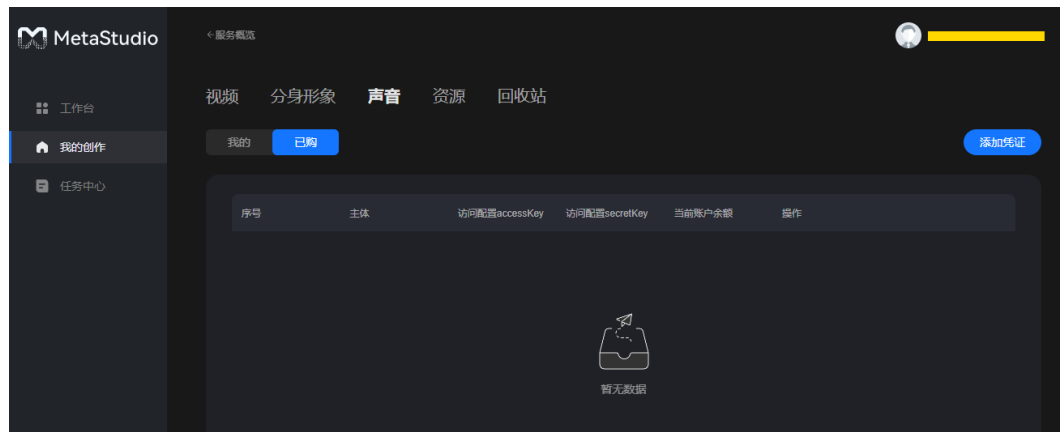 MetaStudio
服务概览
视频 分身形象 声音 资源 回收站
工作台
我的创作
任务中心
我的 已购 添加凭证
序号 主体 访问配置accessKey 访问配置secretKey 当前账户余额 操作
暂无数据